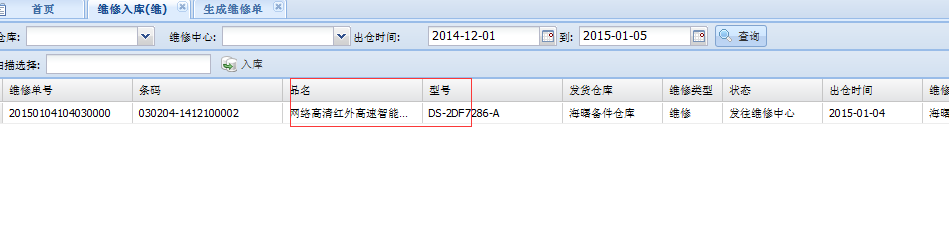 首页 维修入库(维) 生成维修单
仓库: 维修中心: 出仓时间: 2014-12-01 到: 2015-01-05 查询
扫描选择: 入库
维修单号 条码 品名 型号 发货仓库 维修类型 状态 出仓时间 维修
20150104104030000 030204-1412100002 网络高清红外高速智能... DS-2DF7286-A 海曙备件仓库 维修 发往维修中心 2015-01-04 海曙